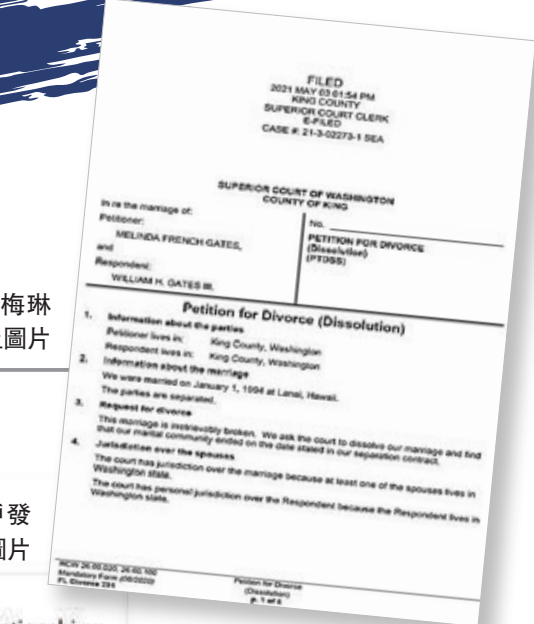 FILED
2021 MAY 03 01:54 PM
KING COUNTY
SUPERIOR COURT CLERK
E-FILED
CASE #: 21-3-02273-1 SEA
SUPERIOR COURT OF WASHINGTON
COUNTY OF KING
In re the marriage of:
Petitioner:
MELINDA FRENCH GATES,
and
Respondent:
WILLIAM H. GATES III.
No.
PETITION FOR DIVORCE
(Dissolution)
(PTDSS)
Petition for Divorce (Dissolution)
1. Information about the parties
Petitioner lives in: King County, Washington
Respondent lives in: King County, Washington
2. Information about the marriage
We were married on January 1, 1994 at Lanai, Hawaii.
The parties are separated.
3. Request for divorce
This marriage is irretrievably broken. We ask the court to dissolve our marriage and find
that our marital community ended on the date stated in our separation contract.
4. Jurisdiction over the spouses
The court has jurisdiction over the marriage because at least one of the spouses lives in
Washington state.
The court has personal jurisdiction over the Respondent because the Respondent lives in
Washington state.
RCW 26.09.020,
Mandatory Form
FL Divorce
Petition for Divorce
(Dissolution)
p. 1 of
梅琳
圖片
發
圖片